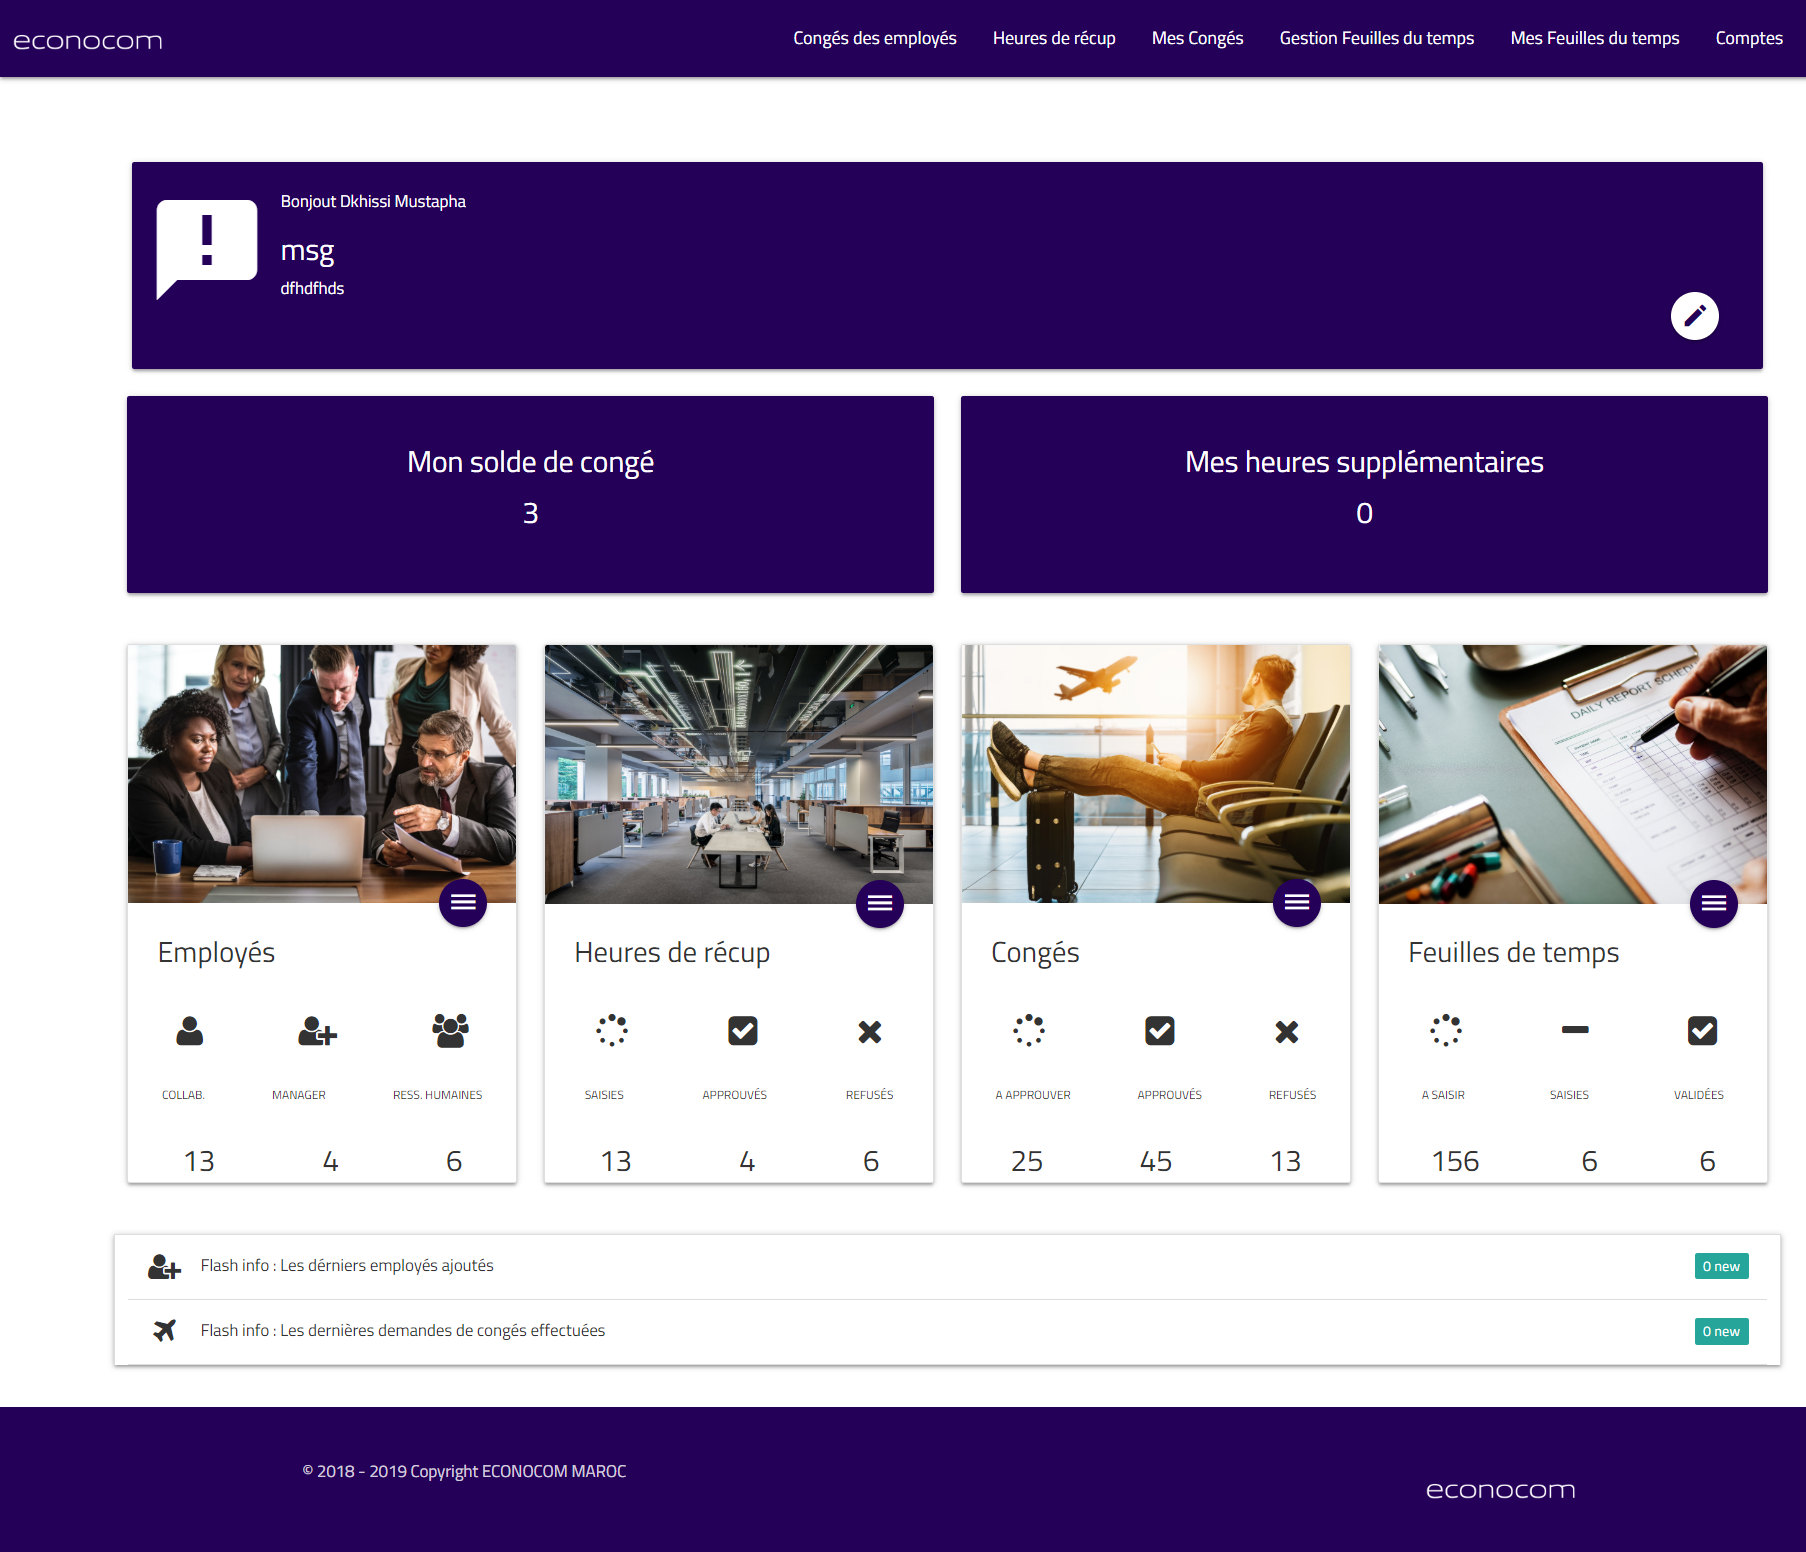 econocom
Congés des employés Heures de récup Mes Congés Gestion Feuilles du temps Mes Feuilles du temps Comptes
Bonjout Dkhissi Mustapha
msg
dfhdfhds
Mon solde de congé
3
Mes heures supplémentaires
0
DAILY REPORT SCHEN
Employés
COLLAB. MANAGER RESS. HUMAINES
13 4 6
Heures de récup
SAISIES APPROUVÉS REFUSÉS
13 4 6
Congés
A APPROUVER APPROUVÉS REFUSÉS
25 45 13
Feuilles de temps
A SAISIR SAISIES VALIDÉES
156 6 6
Flash info : Les dérniers employés ajoutés 0 new
Flash info : Les dernières demandes de congés effectuées 0 new
© 2018 - 2019 Copyright ECONOCOM MAROC
econocom